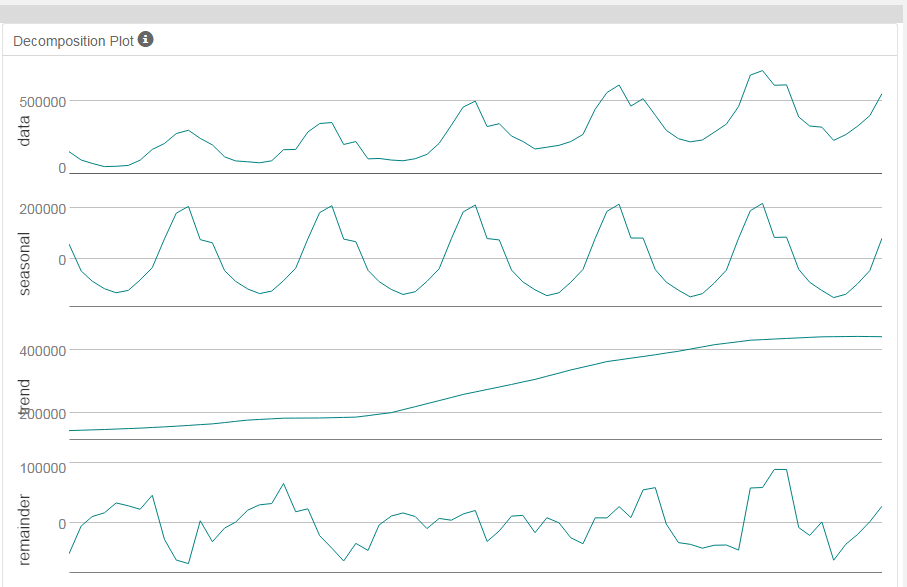 Decomposition Plot
500000
data
0
200000
0
seasonal
400000
trend
200000
100000
0
remainder